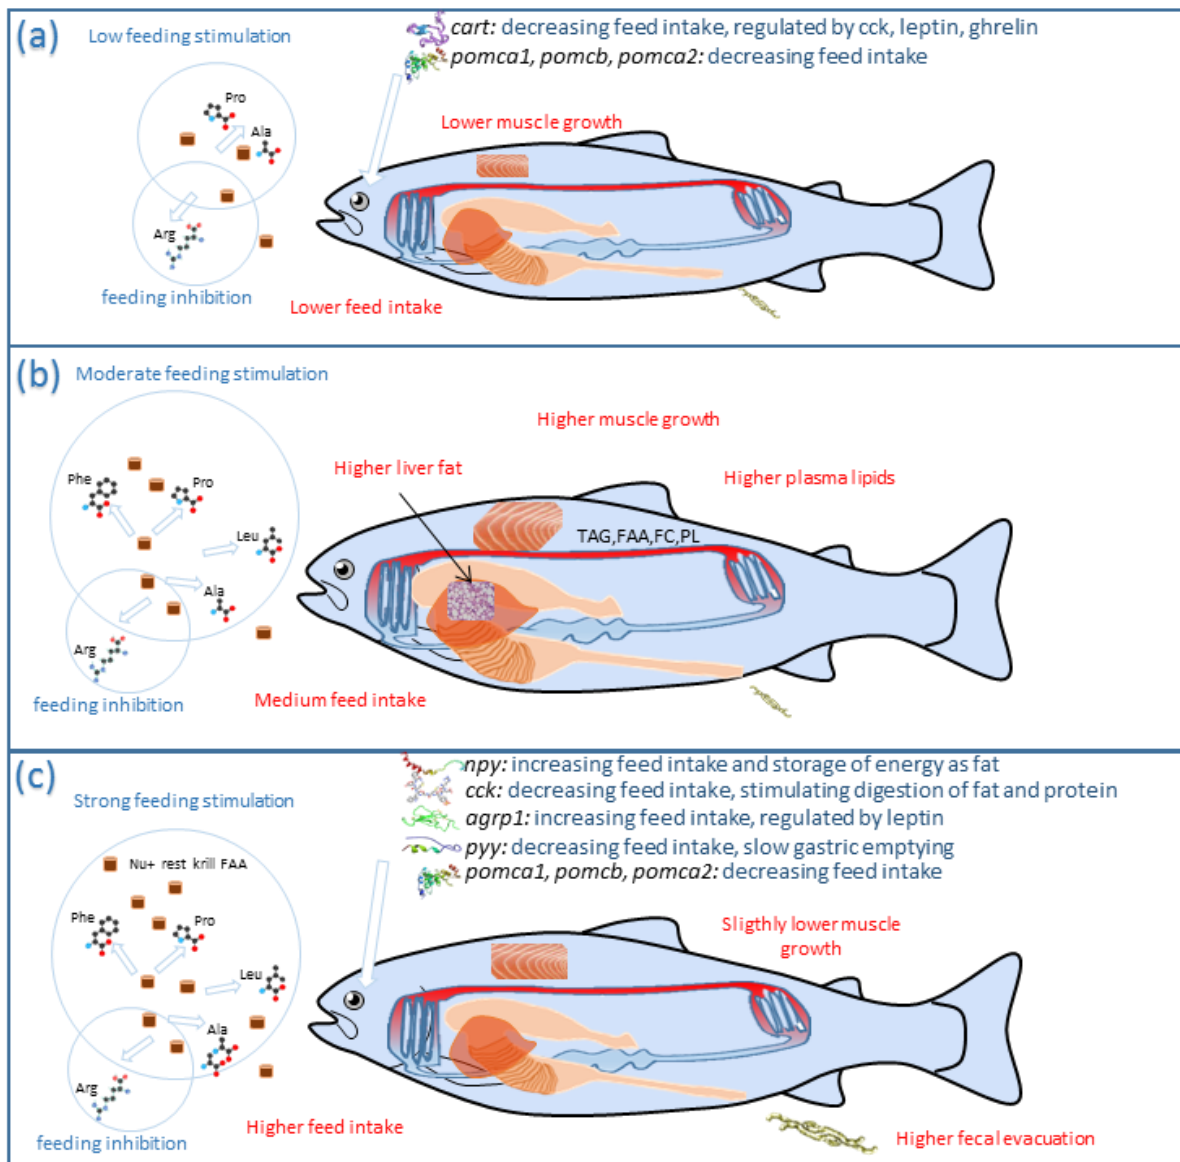 (a)
Low feeding stimulation
cart: decreasing feed intake, regulated by cck, leptin, ghrelin
pomca1, pomcb, pomca2: decreasing feed intake
Pro
Ala
Arg
feeding inhibition
Lower muscle growth
Lower feed intake
(b)
Moderate feeding stimulation
Phe
Pro
Leu
Ala
Arg
feeding inhibition
Higher muscle growth
Higher liver fat
Higher plasma lipids
TAG,FAA,FC,PL
Medium feed intake
(c)
Strong feeding stimulation
npy: increasing feed intake and storage of energy as fat
cck: decreasing feed intake, stimulating digestion of fat and protein
agrp1: increasing feed intake, regulated by leptin
pyy: decreasing feed intake, slow gastric emptying
pomca1, pomcb, pomca2: decreasing feed intake
Nu+ rest krill FAA
Phe
Pro
Leu
Ala
Arg
feeding inhibition
Sligthly lower muscle
growth
Higher feed intake
Higher fecal evacuation